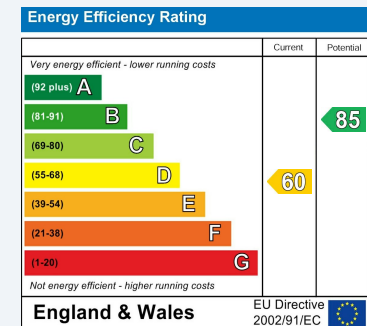 Energy Efficiency Rating
Current Potential
Very energy efficient - lower running costs
(92 plus) A
(81-91) B
85
(69-80) C
(55-68) D
60
(39-54) E
(21-38) F
(1-20) G
Not energy efficient - higher running costs
England & Wales
EU Directive
2002/91/EC